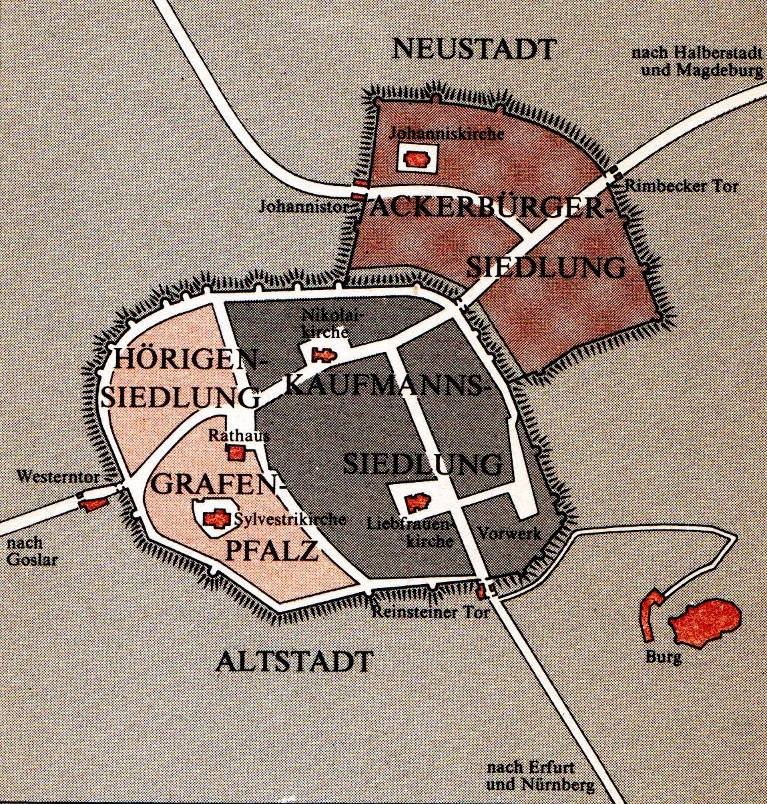 NEUSTADT
nach Halberstadt
und Magdeburg
Johanniskirche
Rimbecker Tor
Johannistor
ACKERBÜRGER-
SIEDLUNG
Nikolai-
kirche
HÖRIGEN-
SIEDLUNG
KAUFMANNS-
SIEDLUNG
Rathaus
Westerntor
GRAFEN-
PFALZ
Sylvestrikirche
Liebfrauen-
kirche
Vorwerk
nach
Goslar
Reinsteiner Tor
Burg
ALTSTADT
nach Erfurt
und Nürnberg